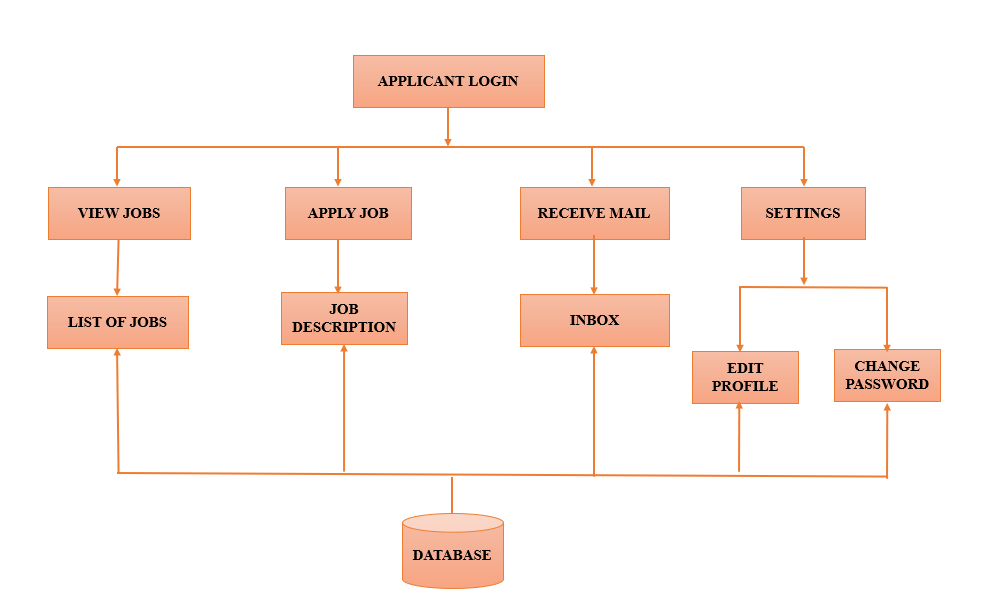 APPLICANT LOGIN
VIEW JOBS
APPLY JOB
RECEIVE MAIL
SETTINGS
LIST OF JOBS
JOB
DESCRIPTION
INBOX
EDIT
PROFILE
CHANGE
PASSWORD
DATABASE